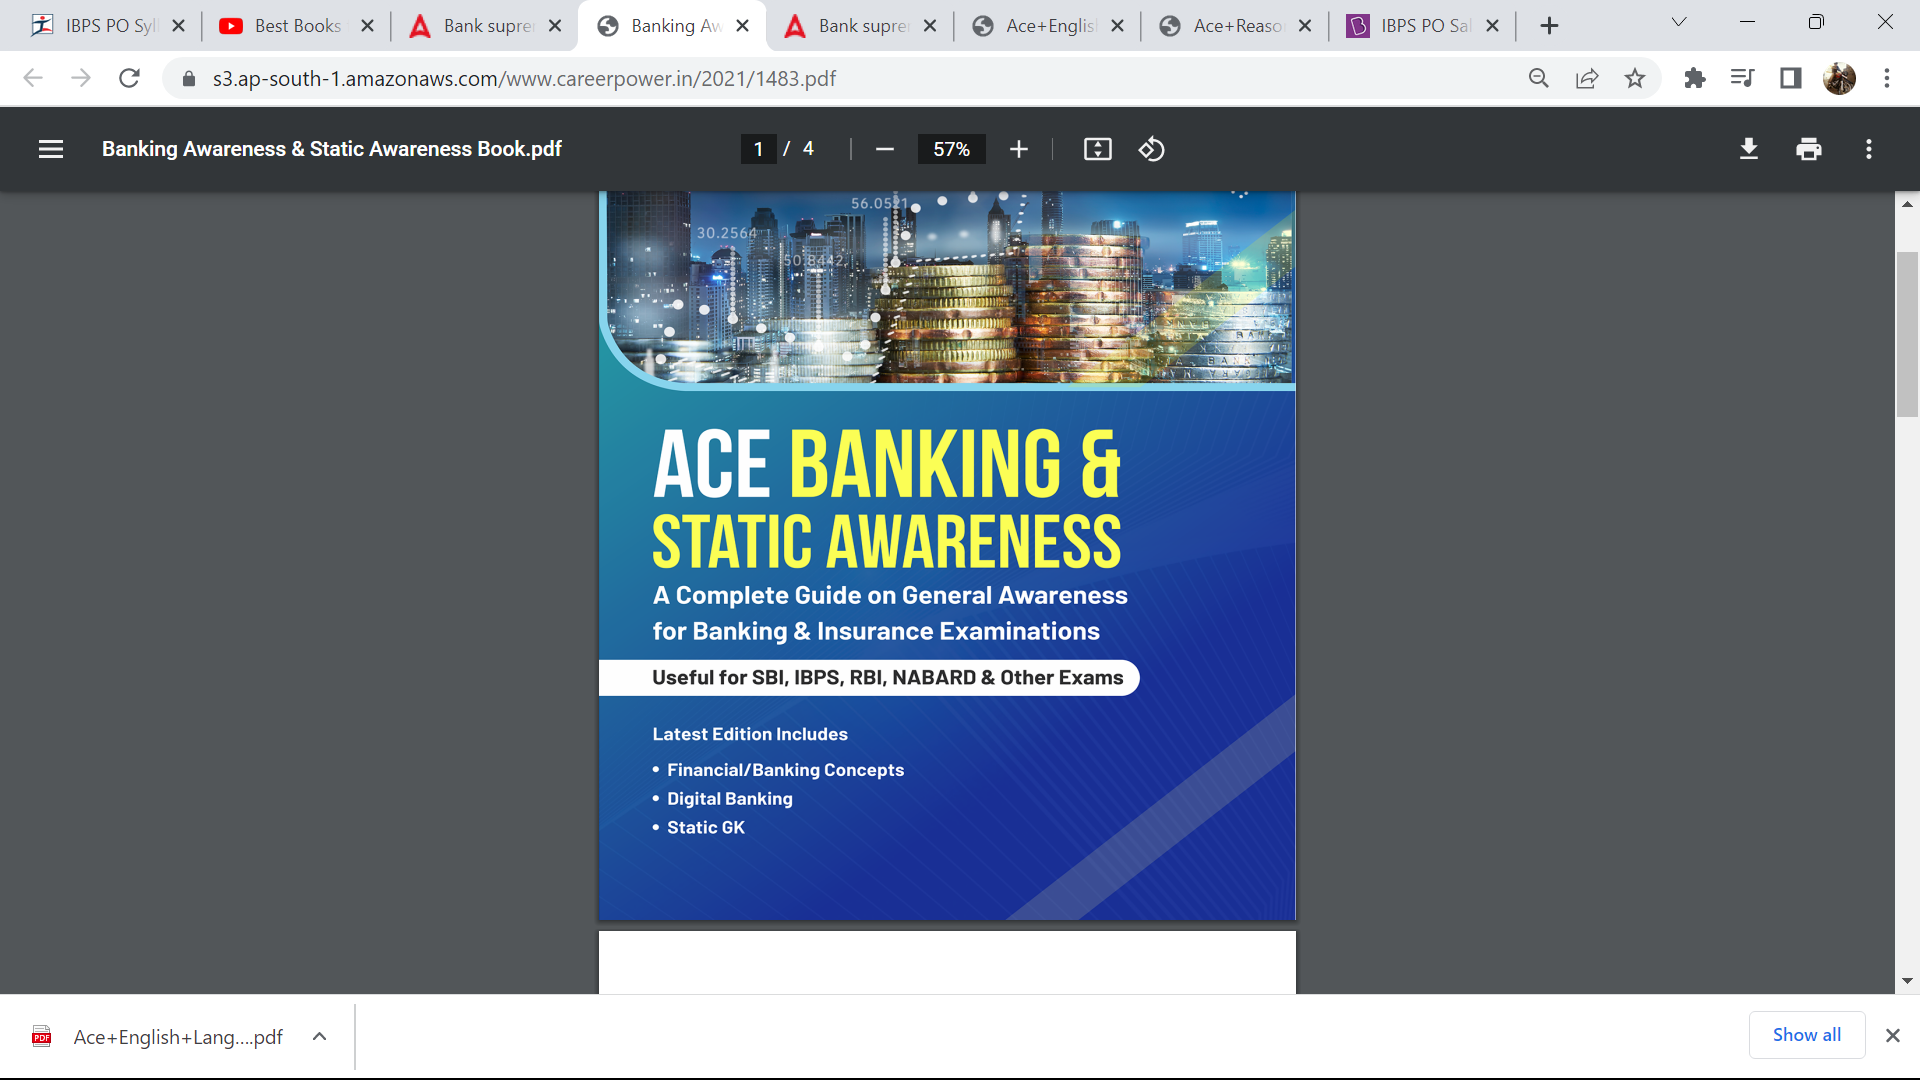 IBPS PO Syll
Best Books
Bank suprer
Banking Aw
Bank suprer
Ace+Englis
Ace+Reaso
IBPS PO Sal
s3.ap-south-1.amazonaws.com/www.careerpower.in/2021/1483.pdf
Banking Awareness & Static Awareness Book.pdf
1 / 4
57%
56.0521
30.2564
50.8442
ACE BANKING &
STATIC AWARENESS
A Complete Guide on General Awareness
for Banking & Insurance Examinations
Useful for SBI, IBPS, RBI, NABARD & Other Exams
Latest Edition Includes
• Financial/Banking Concepts
• Digital Banking
• Static GK
PDF
Ace+English+Lang....pdf
Show all